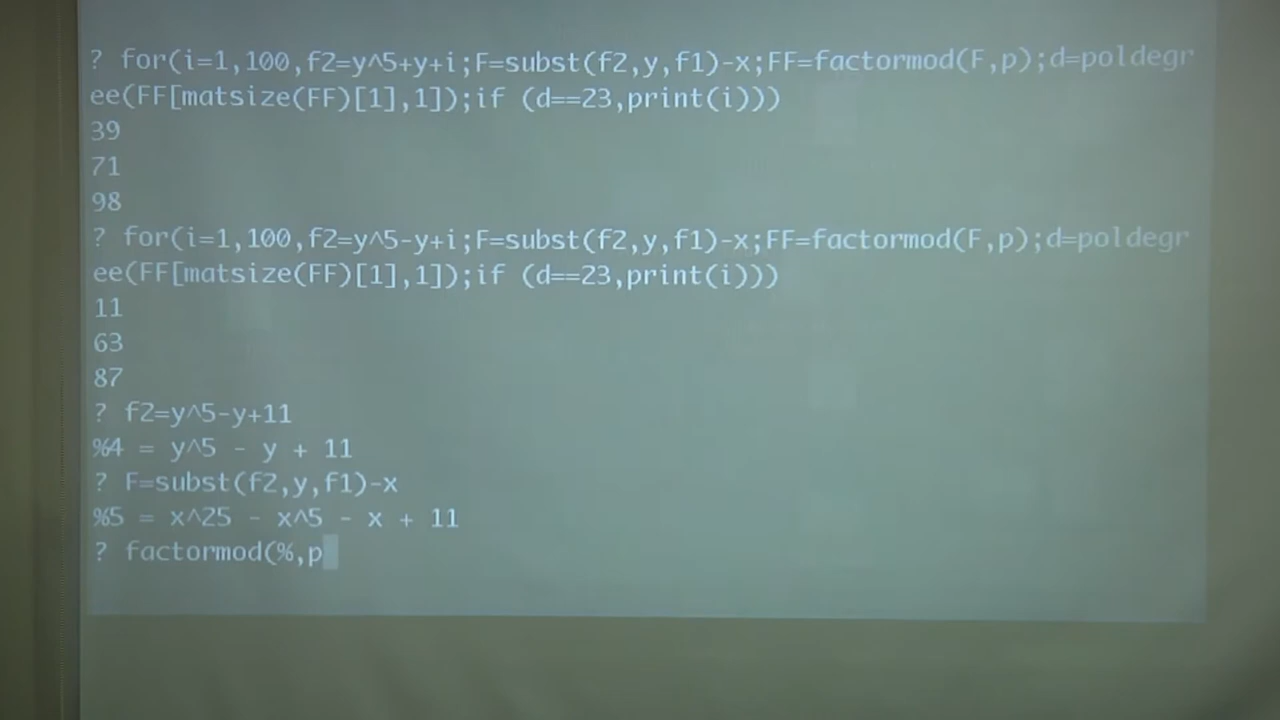 ? for(i=1,100,f2=y^5+y+i;F=subst(f2,y,f1)-x;FF=factormod(F,p);d=poldegr
ee(FF[matsize(FF)[1],1]);if (d==23,print(i)))
39
71
98
? for(i=1,100,f2=y^5-y+i;F=subst(f2,y,f1)-x;FF=factormod(F,p);d=poldegr
ee(FF[matsize(FF)[1],1]);if (d==23,print(i)))
11
63
87
? f2=y^5-y+11
%4 = y^5 - y + 11
? F=subst(f2,y,f1)-x
%5 = x^25 - x^5 - x + 11
? factormod(%,p